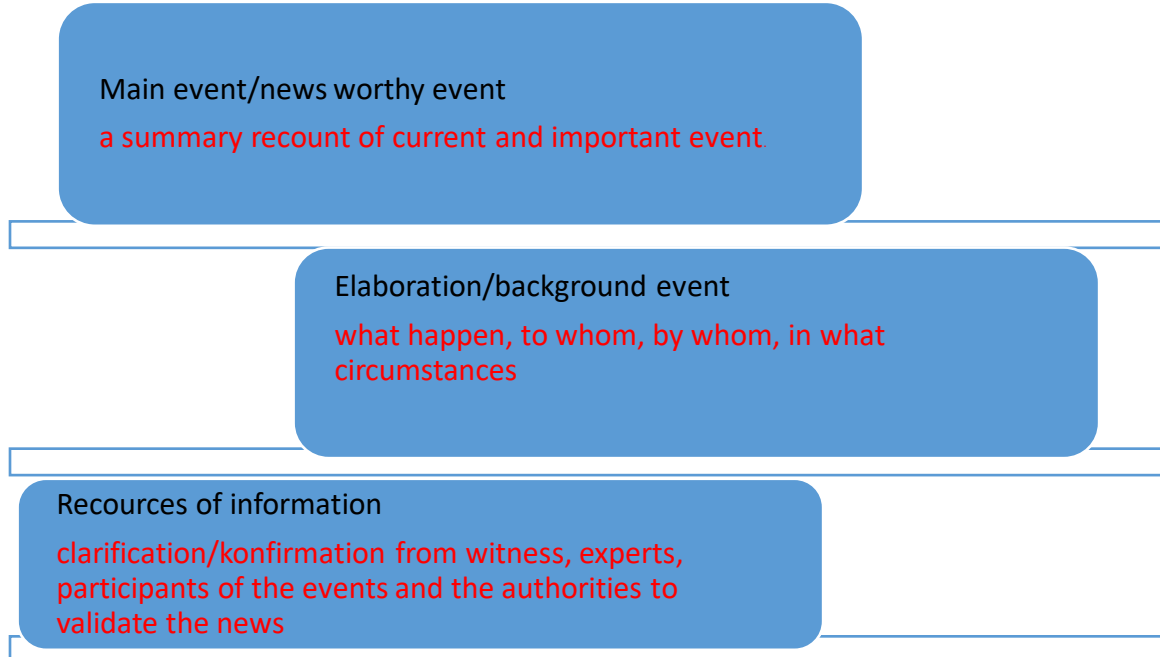 Main event/news worthy event
a summary recount of current and important event.
Elaboration/background event
what happen, to whom, by whom, in what
circumstances
Recources of information
clarification/konfirmation from witness, experts,
participants of the events and the authorities to
validate the news